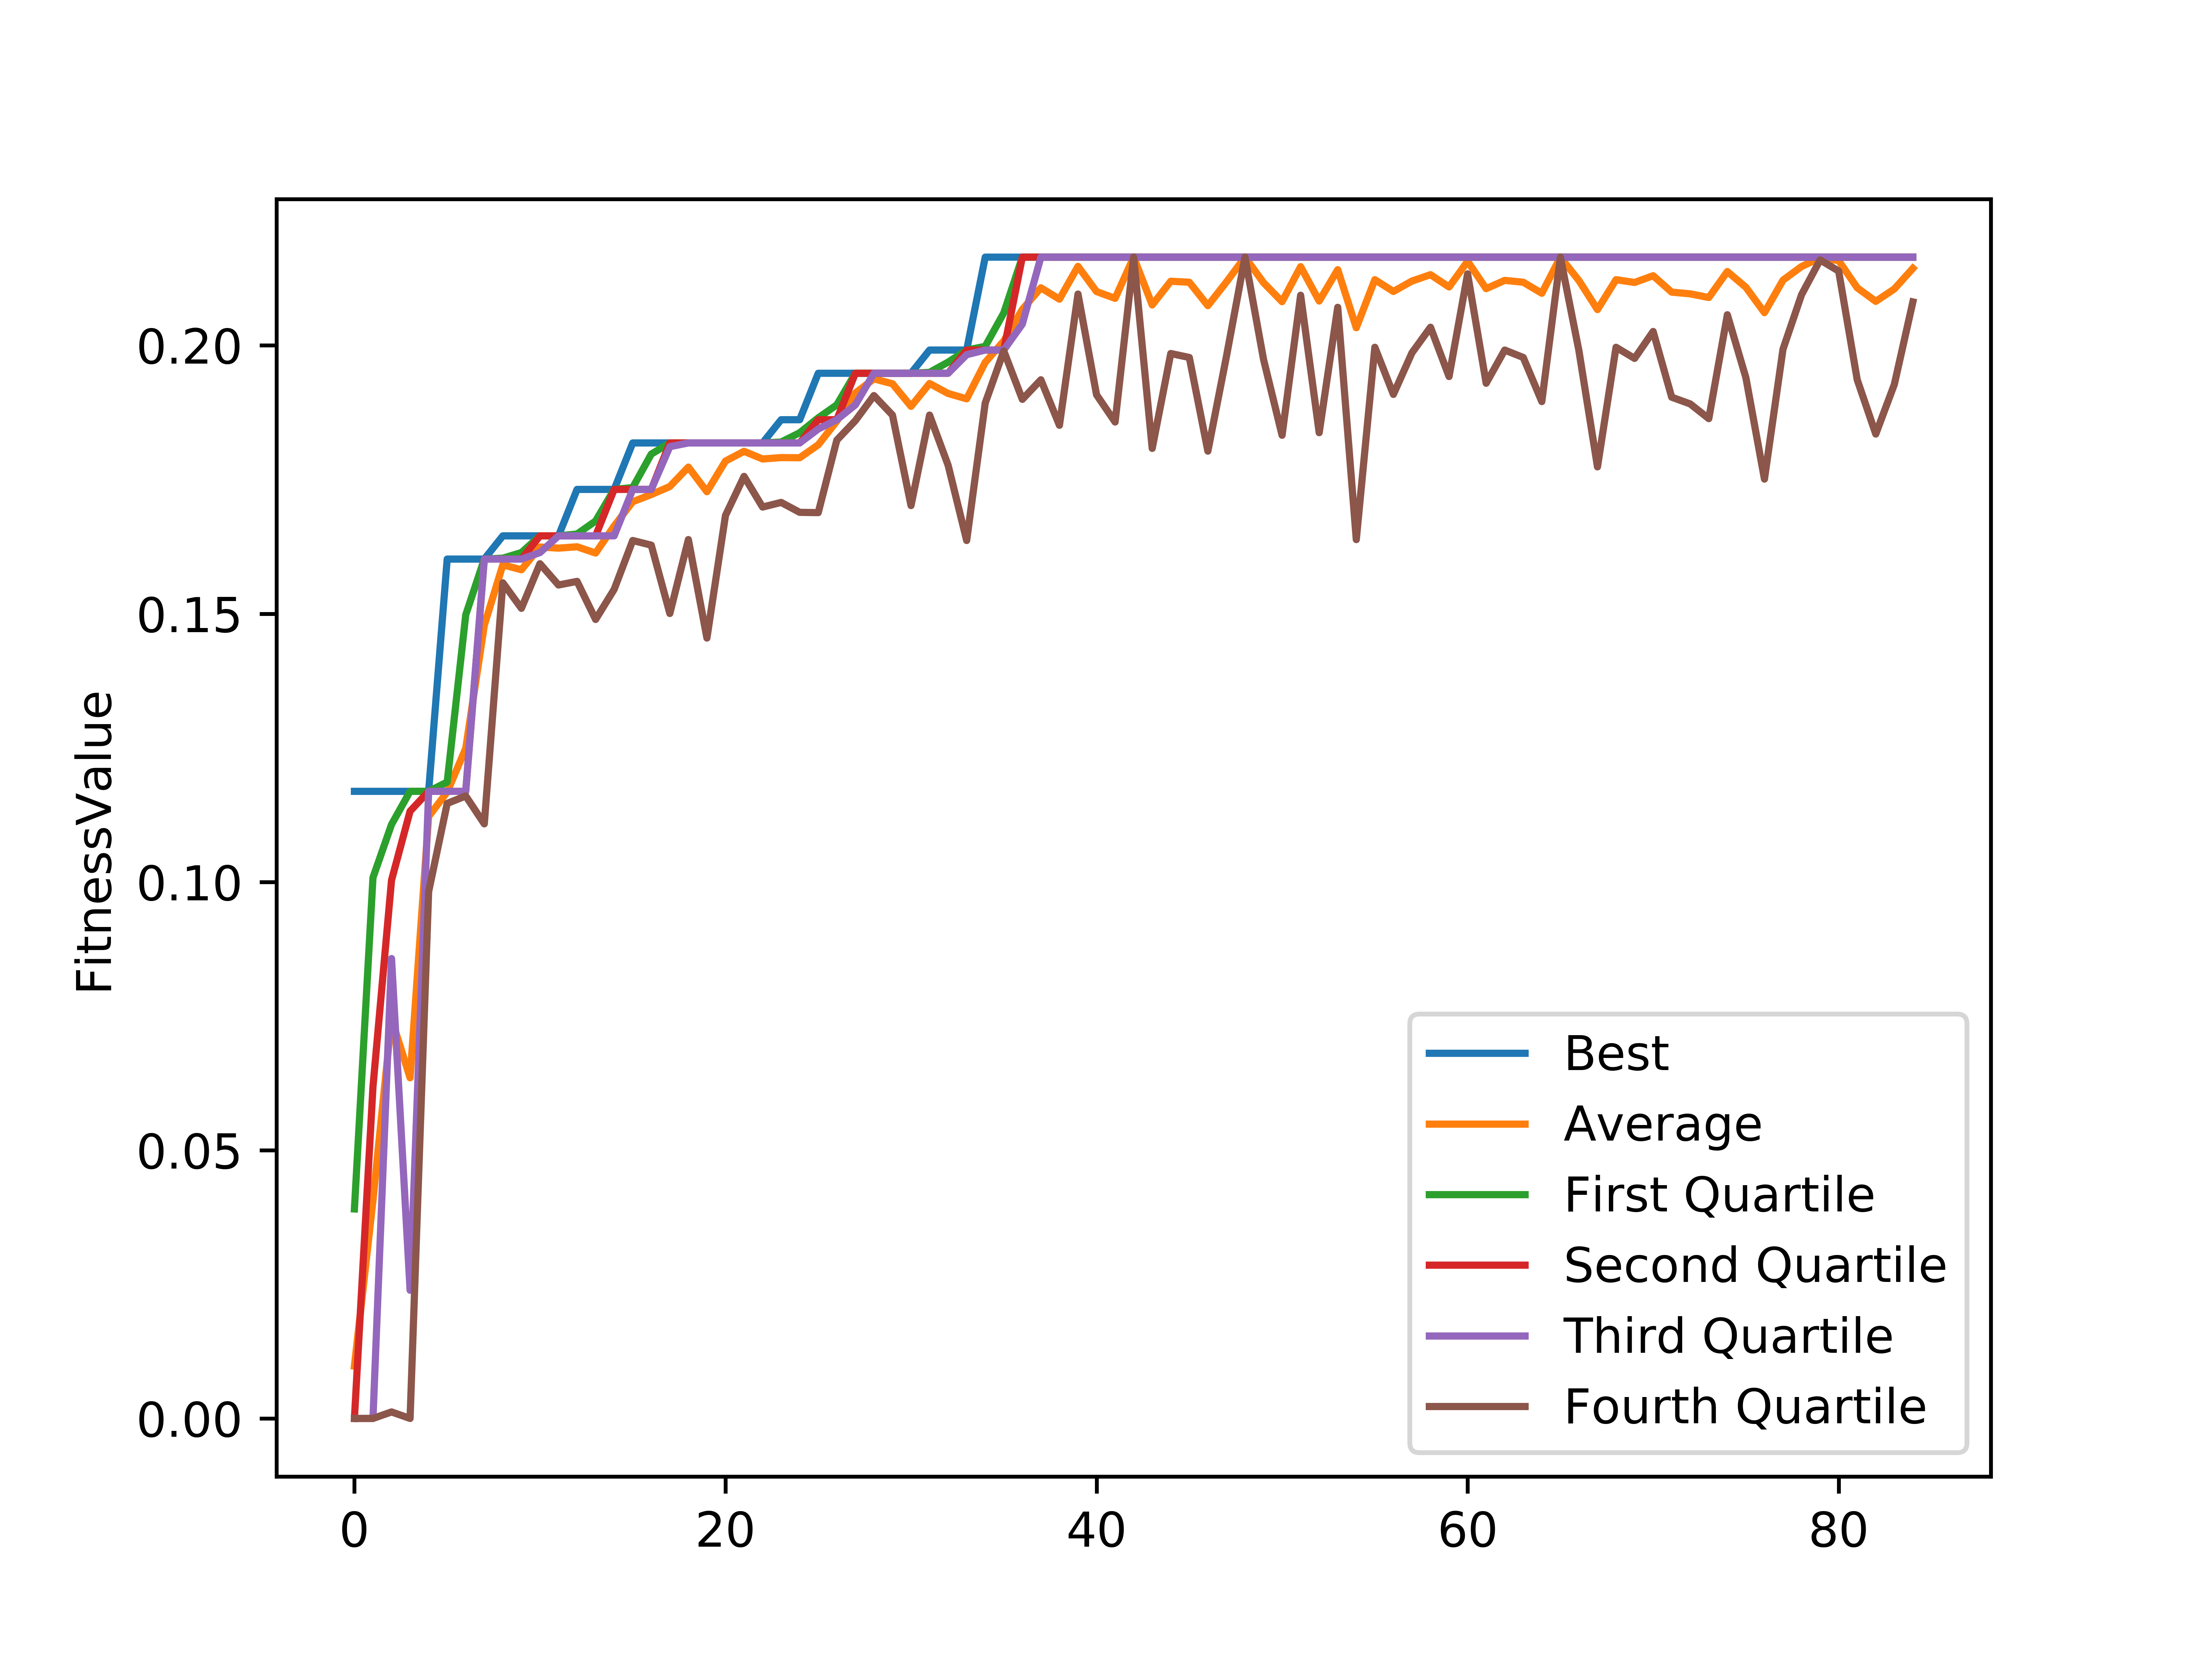 FitnessValue
0.20
0.15
0.10
0.05
0.00
0 20 40 60 80
Best
Average
First Quartile
Second Quartile
Third Quartile
Fourth Quartile